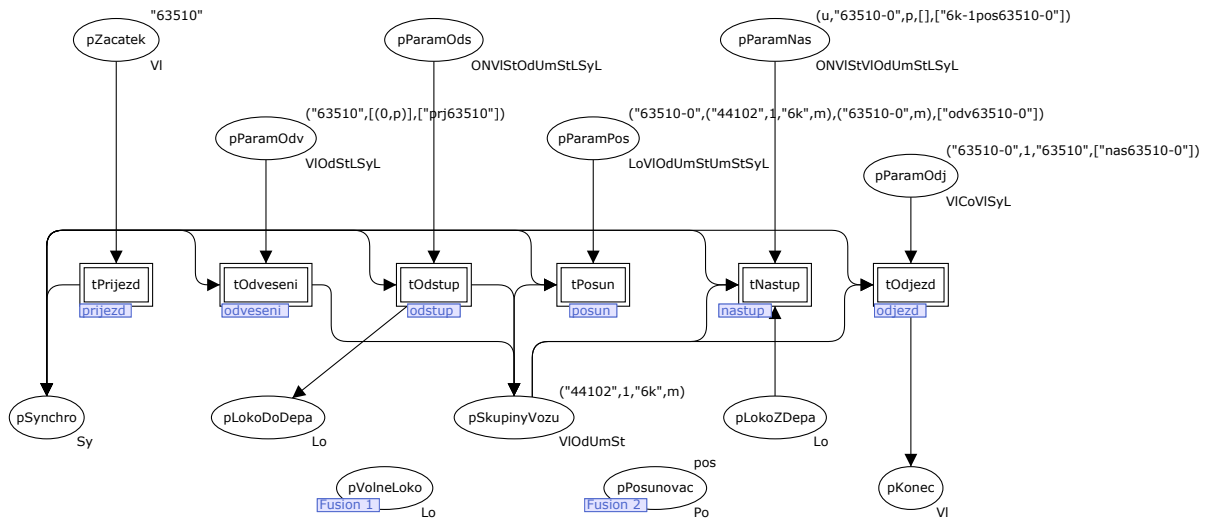 "63510"
pZacatek
Vl
pParamOds
ONVlStOdUmStLSyL
(u,"63510-0",p,[],["6k-1pos63510-0"])
pParamNas
ONVlStVlOdUmStLSyL
("63510",[(0,p)],["prj63510"])
pParamOdv
VlOdStLSyL
("63510-0",("44102",1,"6k",m),("63510-0",m),["odv63510-0"])
pParamPos
LoVlOdUmStUmStSyL
("63510-0",1,"63510",["nas63510-0"])
pParamOdj
VlCoVlSyL
tPrijezd
prijezd
tOdveseni
odveseni
tOdstup
odstup
tPosun
posun
tNastup
nastup
tOdjezd
odjezd
pSynchro
Sy
pLokoDoDepa
Lo
("44102",1,"6k",m)
pSkupinyVozu
VlOdUmSt
pLokoZDepa
Lo
pVolneLoko
Fusion 1
Lo
pos
pPosunovac
Fusion 2
Po
pKonec
Vl